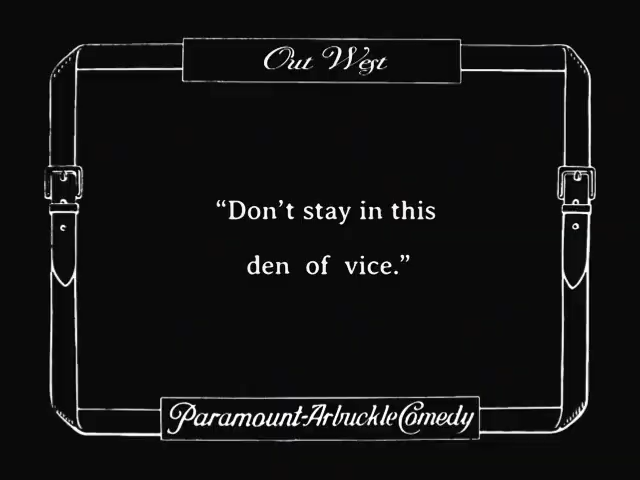 Out West
“Don’t stay in this
den of vice.”
Paramount-Arbuckle Comedy